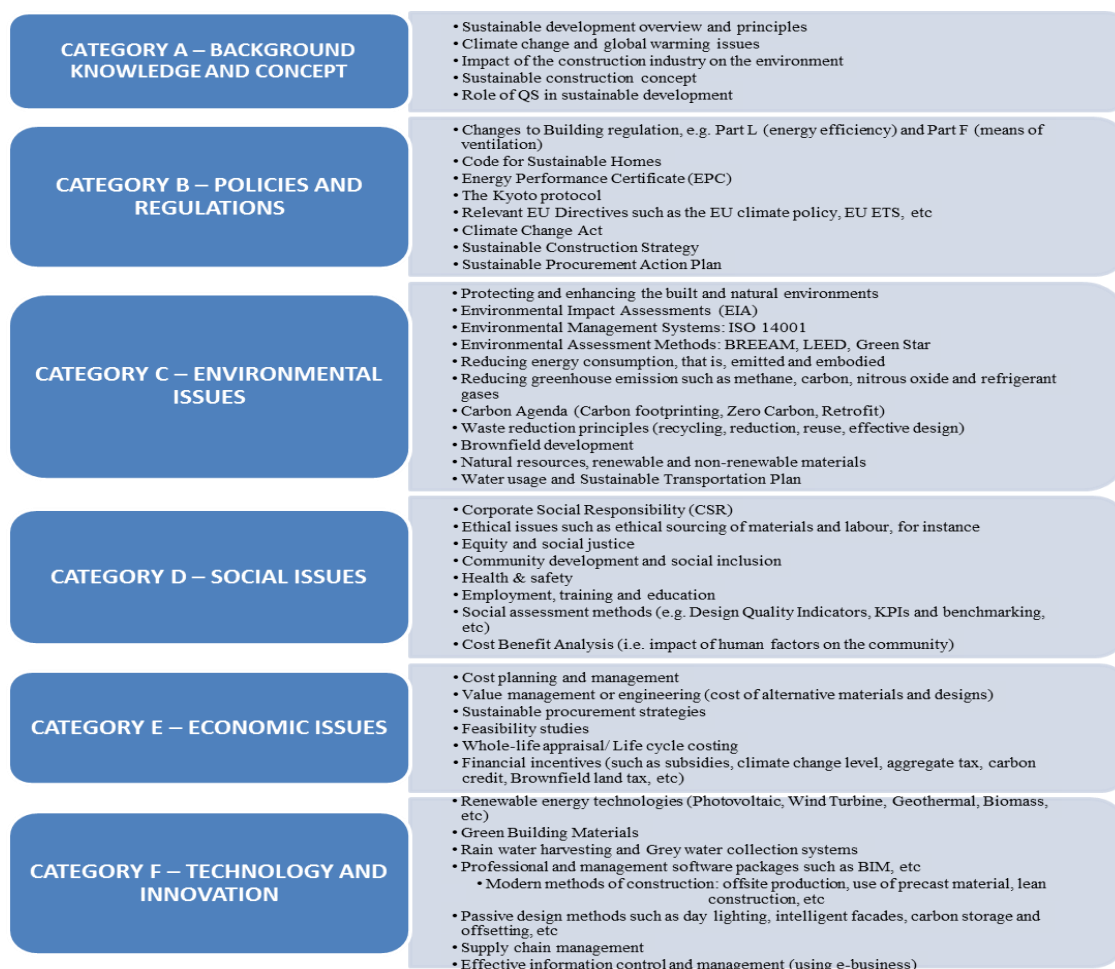 CATEGORY A – BACKGROUND
KNOWLEDGE AND CONCEPT
• Sustainable development overview and principles
• Climate change and global warming issues
• Impact of the construction industry on the environment
• Sustainable construction concept
• Role of QS in sustainable development
CATEGORY B – POLICIES AND
REGULATIONS
• Changes to Building regulation, e.g. Part L (energy efficiency) and Part F (means of
ventilation)
• Code for Sustainable Homes
• Energy Performance Certificate (EPC)
• The Kyoto protocol
• Relevant EU Directives such as the EU climate policy, EU ETS, etc
• Climate Change Act
• Sustainable Construction Strategy
• Sustainable Procurement Action Plan
CATEGORY C – ENVIRONMENTAL
ISSUES
• Protecting and enhancing the built and natural environments
• Environmental Impact Assessments (EIA)
• Environmental Management Systems: ISO 14001
• Environmental Assessment Methods: BREEAM, LEED, Green Star
• Reducing energy consumption, that is, emitted and embodied
• Reducing greenhouse emission such as methane, carbon, nitrous oxide and refrigerant
gases
• Carbon Agenda (Carbon footprinting, Zero Carbon, Retrofit)
• Waste reduction principles (recycling, reduction, reuse, effective design)
• Brownfield development
• Natural resources, renewable and non-renewable materials
• Water usage and Sustainable Transportation Plan
CATEGORY D – SOCIAL ISSUES
• Corporate Social Responsibility (CSR)
• Ethical issues such as ethical sourcing of materials and labour, for instance
• Equity and social justice
• Community development and social inclusion
• Health & safety
• Employment, training and education
• Social assessment methods (e.g. Design Quality Indicators, KPIs and benchmarking,
etc)
• Cost Benefit Analysis (i.e. impact of human factors on the community)
CATEGORY E – ECONOMIC ISSUES
• Cost planning and management
• Value management or engineering (cost of alternative materials and designs)
• Sustainable procurement strategies
• Feasibility studies
• Whole-life appraisal/ Life cycle costing
• Financial incentives (such as subsidies, climate change level, aggregate tax, carbon
credit, Brownfield land tax, etc)
CATEGORY F – TECHNOLOGY AND
INNOVATION
• Renewable energy technologies (Photovoltaic, Wind Turbine, Geothermal, Biomass,
etc)
• Green Building Materials
• Rain water harvesting and Grey water collection systems
• Professional and management software packages such as BIM, etc
• Modern methods of construction: offsite production, use of precast material, lean
construction, etc
• Passive design methods such as day lighting, intelligent facades, carbon storage and
offsetting, etc
• Supply chain management
• Effective information control and management (using e-business)